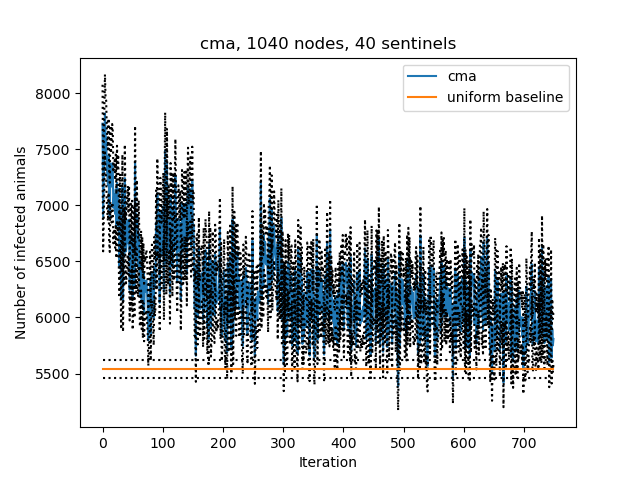 cma, 1040 nodes, 40 sentinels
cma
uniform baseline
Number of infected animals
8000
7500
7000
6500
6000
5500
0 100 200 300 400 500 600 700
Iteration